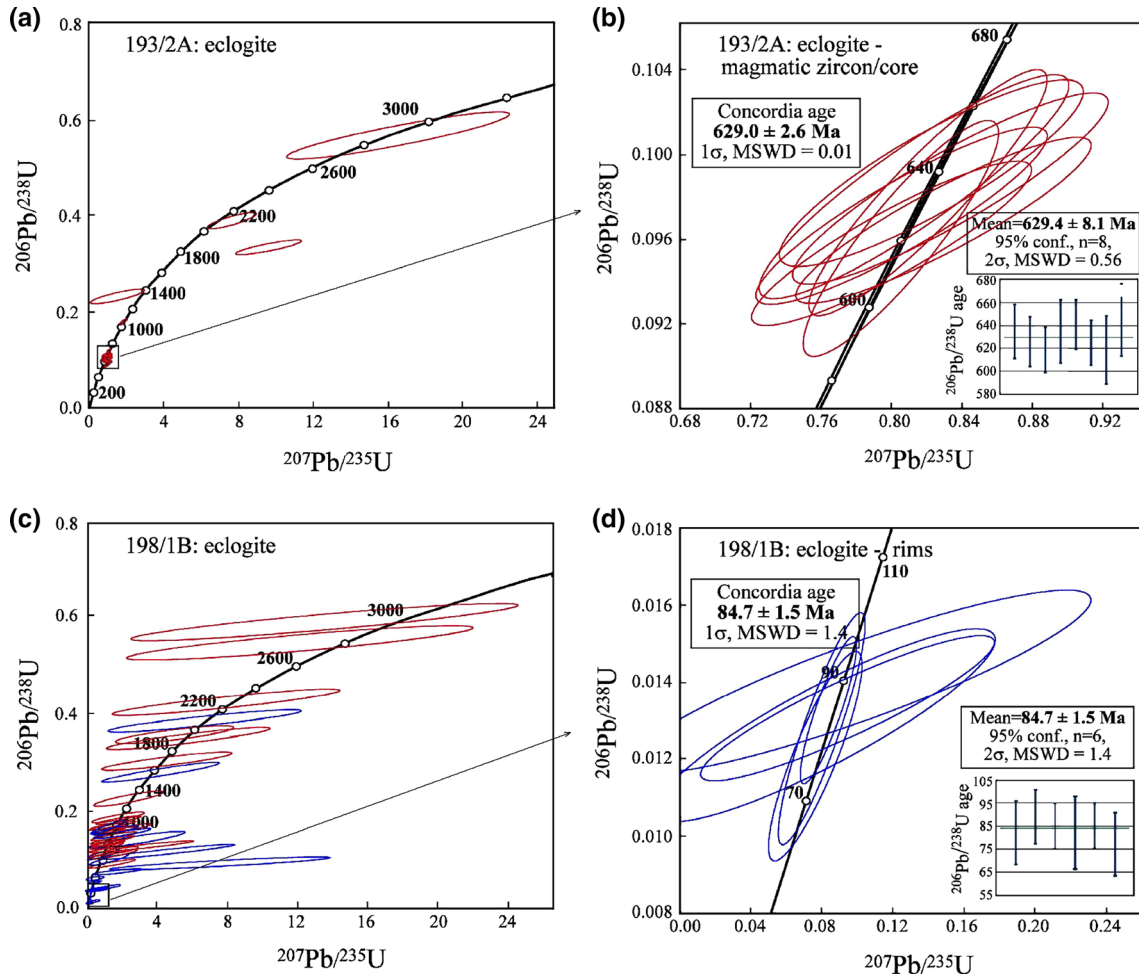 (a)
193/2A: eclogite
0.8
0.6
0.4
0.2
0.0
3000
2600
2200
1800
1400
1000
200
0
4
8
12
16
20
24
²⁰⁶Pb/²³⁸U
²⁰⁷Pb/²³⁵U
(b)
193/2A: eclogite -
magmatic zircon/core
Concordia age
629.0 ± 2.6 Ma
1σ, MSWD = 0.01
680
640
600
0.104
0.100
0.096
0.092
0.088
0.68
0.72
0.76
0.80
0.84
0.88
0.92
²⁰⁶Pb/²³⁸U
²⁰⁷Pb/²³⁵U
Mean=629.4 ± 8.1 Ma
95% conf., n=8,
2σ, MSWD = 0.56
²⁰⁶Pb/²³⁸U age
680
660
640
620
600
580
(c)
198/1B: eclogite
0.8
0.6
0.4
0.2
0.0
3000
2600
2200
1800
1400
1000
0
4
8
12
16
20
24
²⁰⁶Pb/²³⁸U
²⁰⁷Pb/²³⁵U
(d)
198/1B: eclogite - rims
Concordia age
84.7 ± 1.5 Ma
1σ, MSWD = 1.4
110
90
70
0.018
0.016
0.014
0.012
0.010
0.008
0.00
0.04
0.08
0.12
0.16
0.20
0.24
²⁰⁶Pb/²³⁸U
²⁰⁷Pb/²³⁵U
Mean=84.7 ± 1.5 Ma
95% conf., n=6,
2σ, MSWD = 1.4
²⁰⁶Pb/²³⁸U age
105
95
85
75
65
55